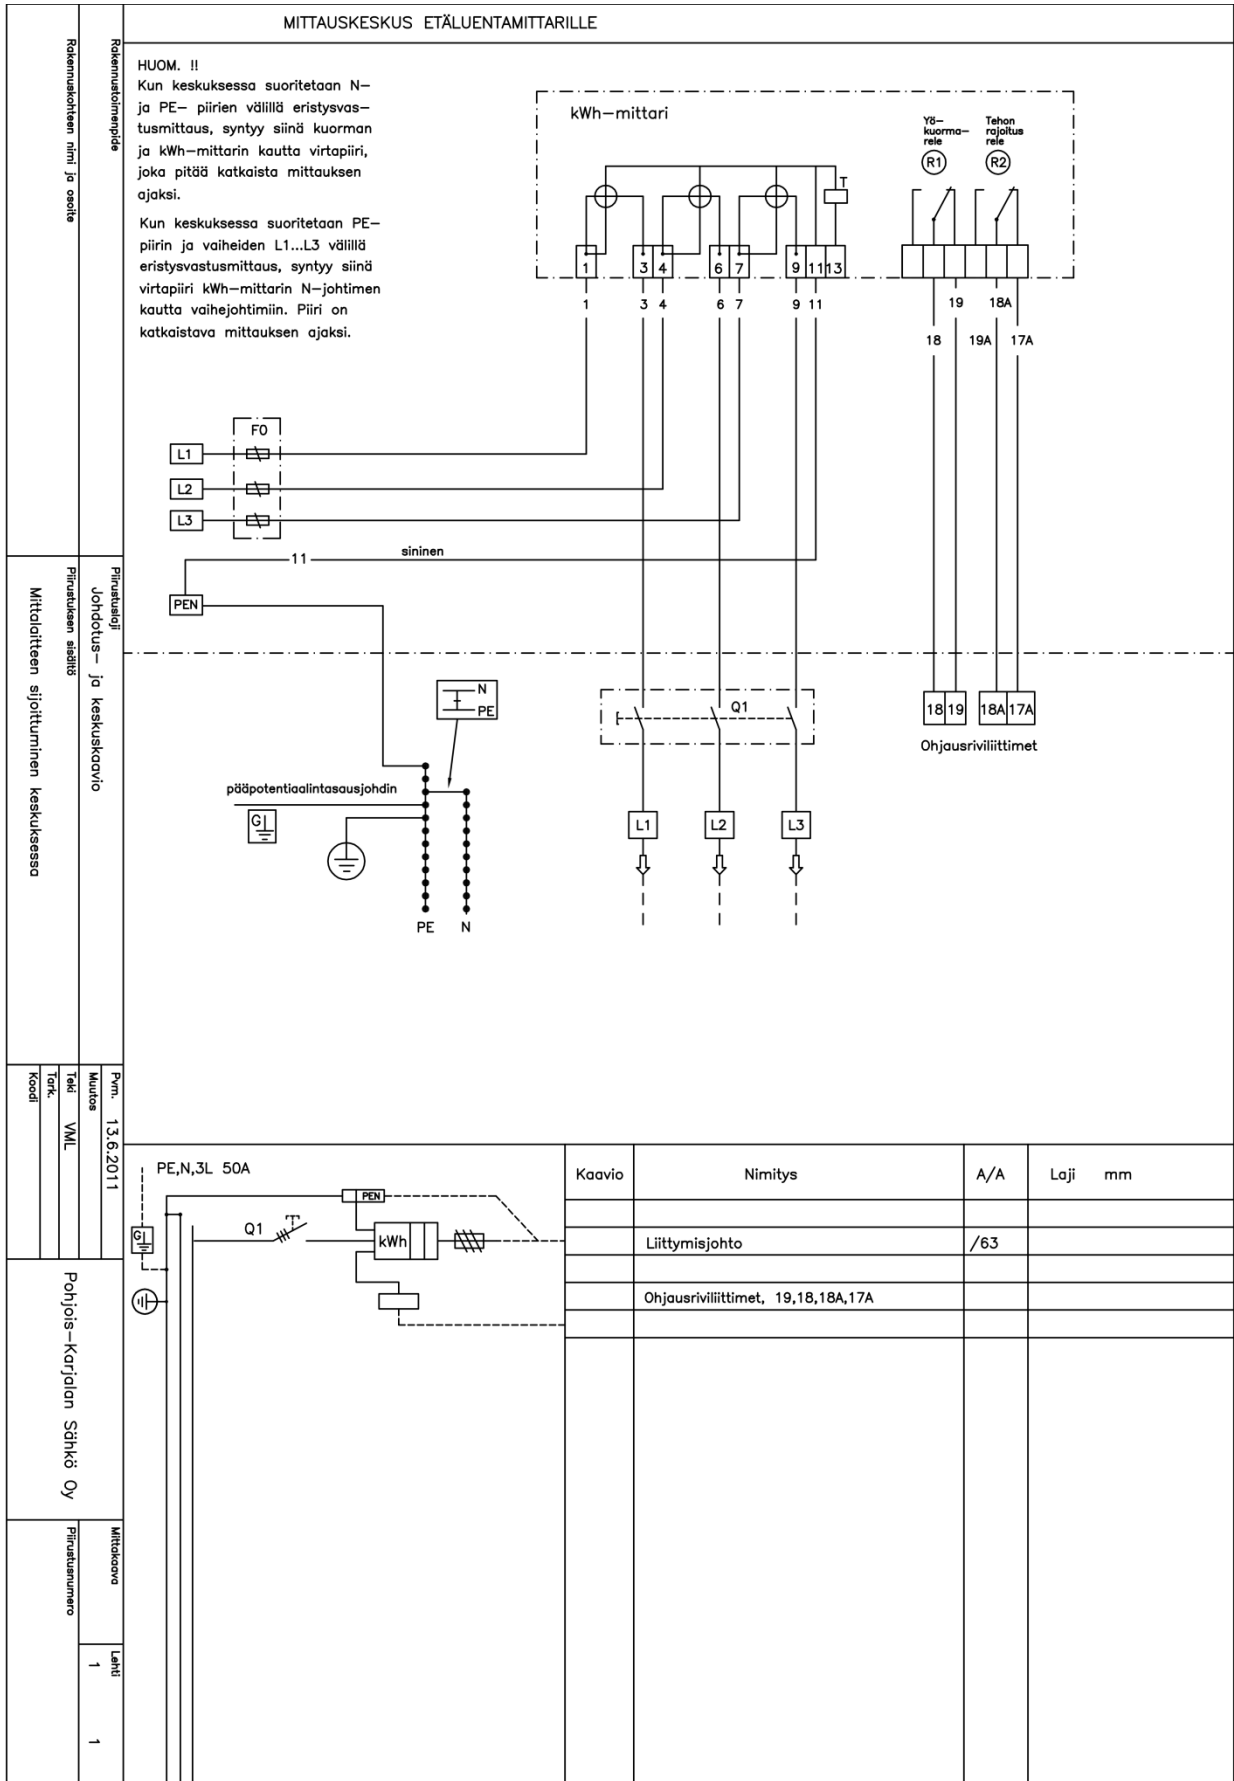 MITTAUSKESKUS ETÄLUENTAMITTARILLE
HUOM. !!
Kun keskuksessa suoritetaan N–
ja PE– piirien välillä eristysvas–
tusmittaus, syntyy siinä kuorman
ja kWh–mittarin kautta virtapiiri,
joka pitää katkaista mittauksen
ajaksi.
Kun keskuksessa suoritetaan PE–
piirin ja vaiheiden L1...L3 välillä
eristysvastusmittaus, syntyy siinä
virtapiiri kWh–mittarin N–johtimen
kautta vaihejohtimiin. Piiri on
katkaistava mittauksen ajaksi.
kWh–mittari
Yö–
kuorma–
rele
R1
Tehon
rajoitus
rele
R2
T
1 3 4 6 7 9 11 13
1 3 4 6 7 9 11
19 18A
18 19A 17A
F0
L1
L2
L3
11 sininen
PEN
N
PE
Q1
18 19 18A 17A
Ohjausriviliittimet
pääpotentiaalintasausjohdin
G
L1 L2 L3
PE N
PE,N,3L 50A
PEN
Q1
kWh
G
Kaavio Nimitys A/A Laji mm
Liittymisjohto /63
Ohjausriviliittimet, 19,18,18A,17A
Rakennustoimenpide
Rakennuskohteen nimi ja osoite
Piirustuslaji
Johdotus– ja keskuskaavio
Piirustuksen sisältö
Mittalaitteen sijoittuminen keskuksessa
Pvm. 13.6.2011
Muutos
Teki VML
Tark.
Koodi
Pohjois–Karjalan Sähkö Oy
Mittakaava
Piirustusnumero
Lehti
1 1